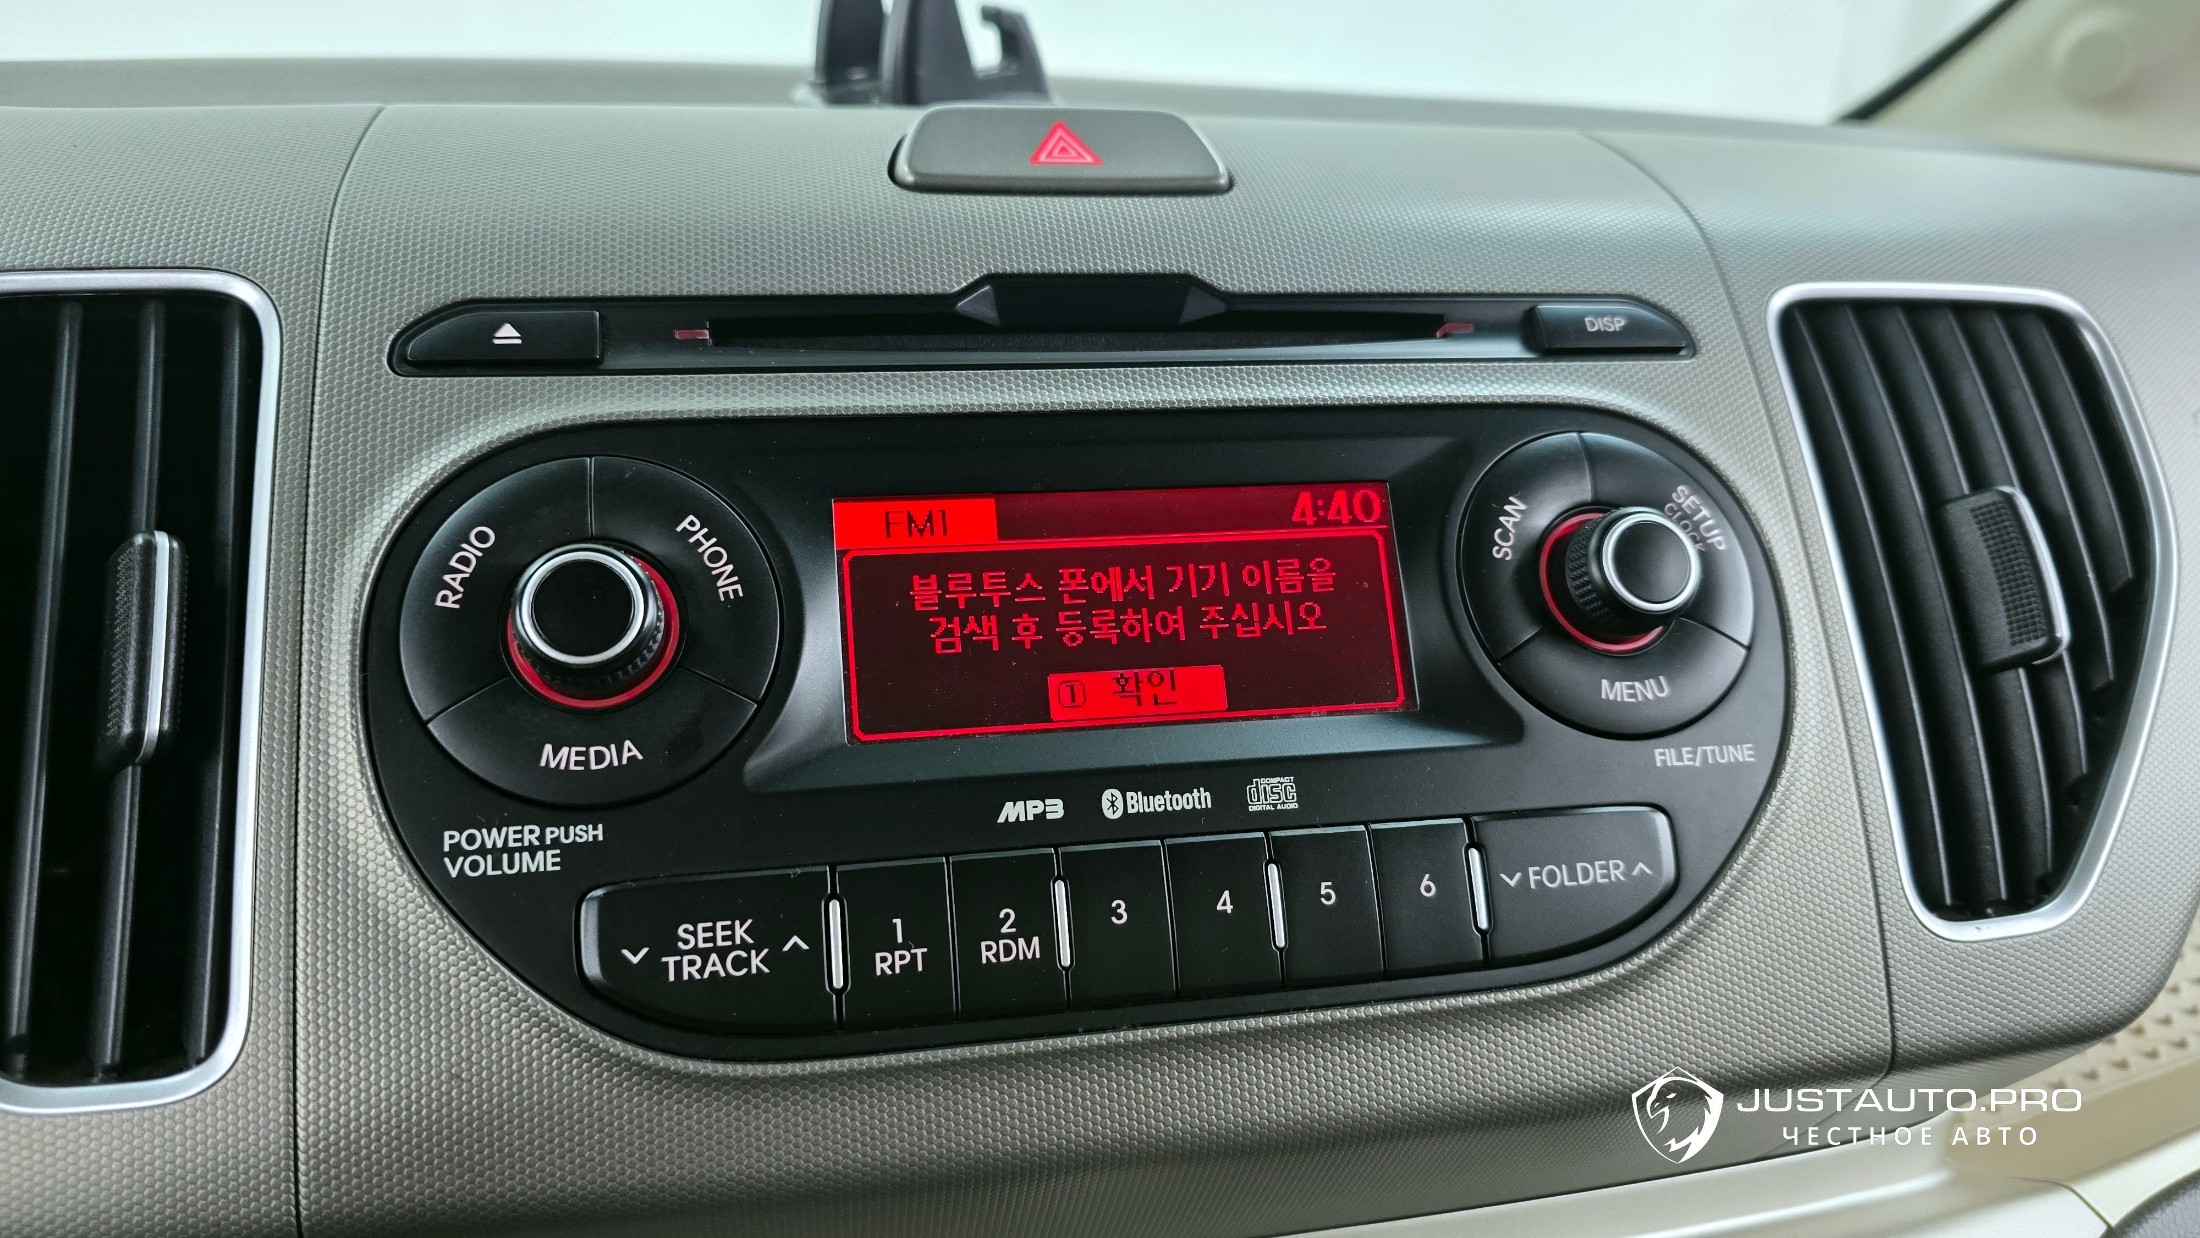 DISP
FM1 4:40
블루투스 폰에서 기기 이름을
검색 후 등록하여 주십시오
1 확인
RADIO
PHONE
MEDIA
POWER PUSH
VOLUME
SCAN
SETUP
CLOCK
MENU
FILE/TUNE
MP3 Bluetooth COMPACT disc DIGITAL AUDIO
SEEK
TRACK
1
RPT
2
RDM
3
4
5
6
FOLDER
JUSTAUTO.PRO
ЧЕСТНОЕ АВТО